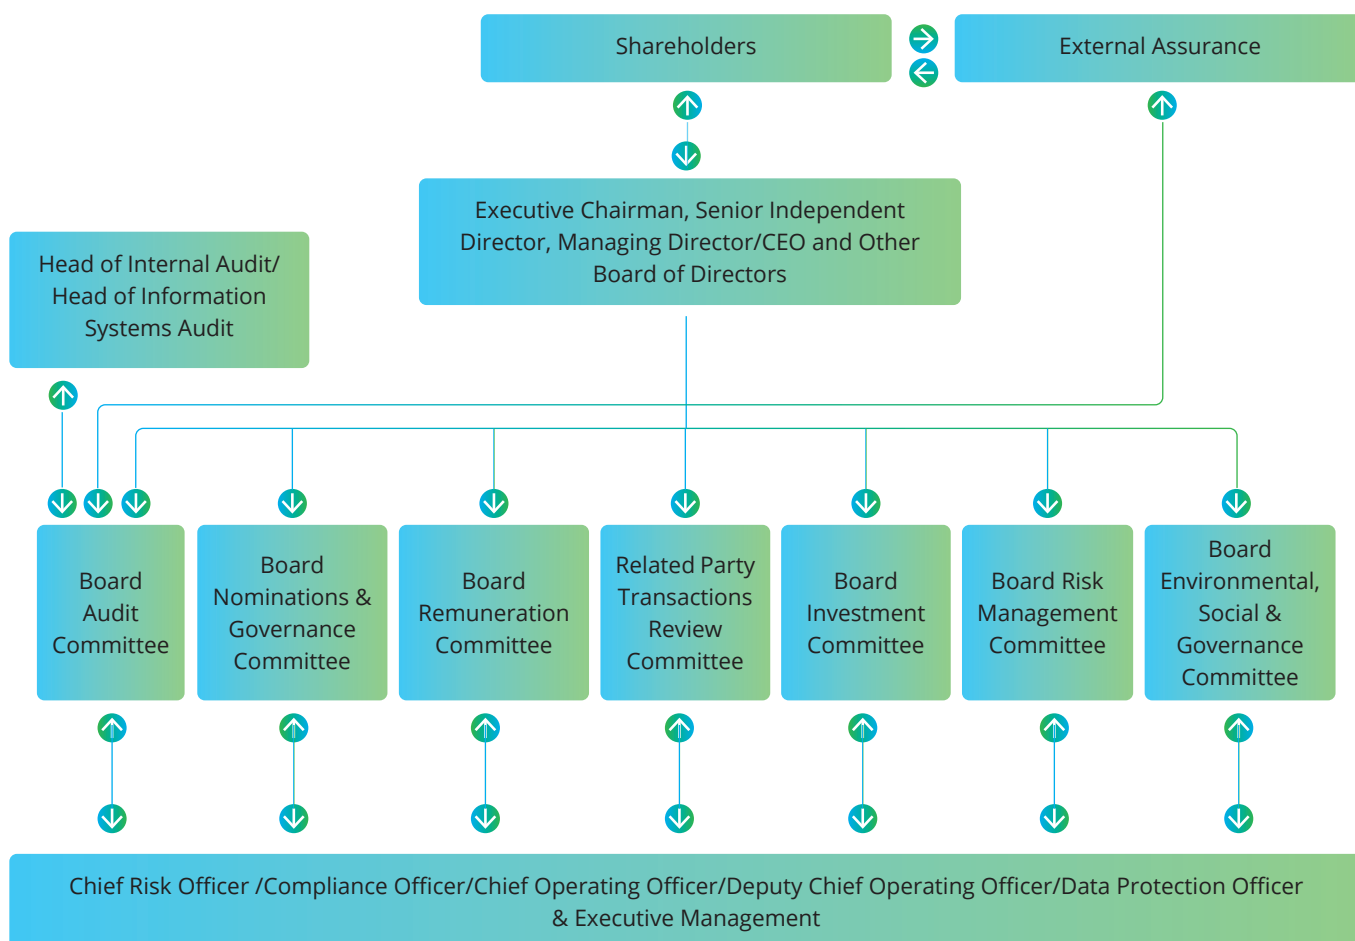 Shareholders
External Assurance
Executive Chairman, Senior Independent
Director, Managing Director/CEO and Other
Board of Directors
Head of Internal Audit/
Head of Information
Systems Audit
Board
Audit
Committee
Board
Nominations &
Governance
Committee
Board
Remuneration
Committee
Related Party
Transactions
Review
Committee
Board
Investment
Committee
Board Risk
Management
Committee
Board
Environmental,
Social &
Governance
Committee
Chief Risk Officer /Compliance Officer/Chief Operating Officer/Deputy Chief Operating Officer/Data Protection Officer
& Executive Management